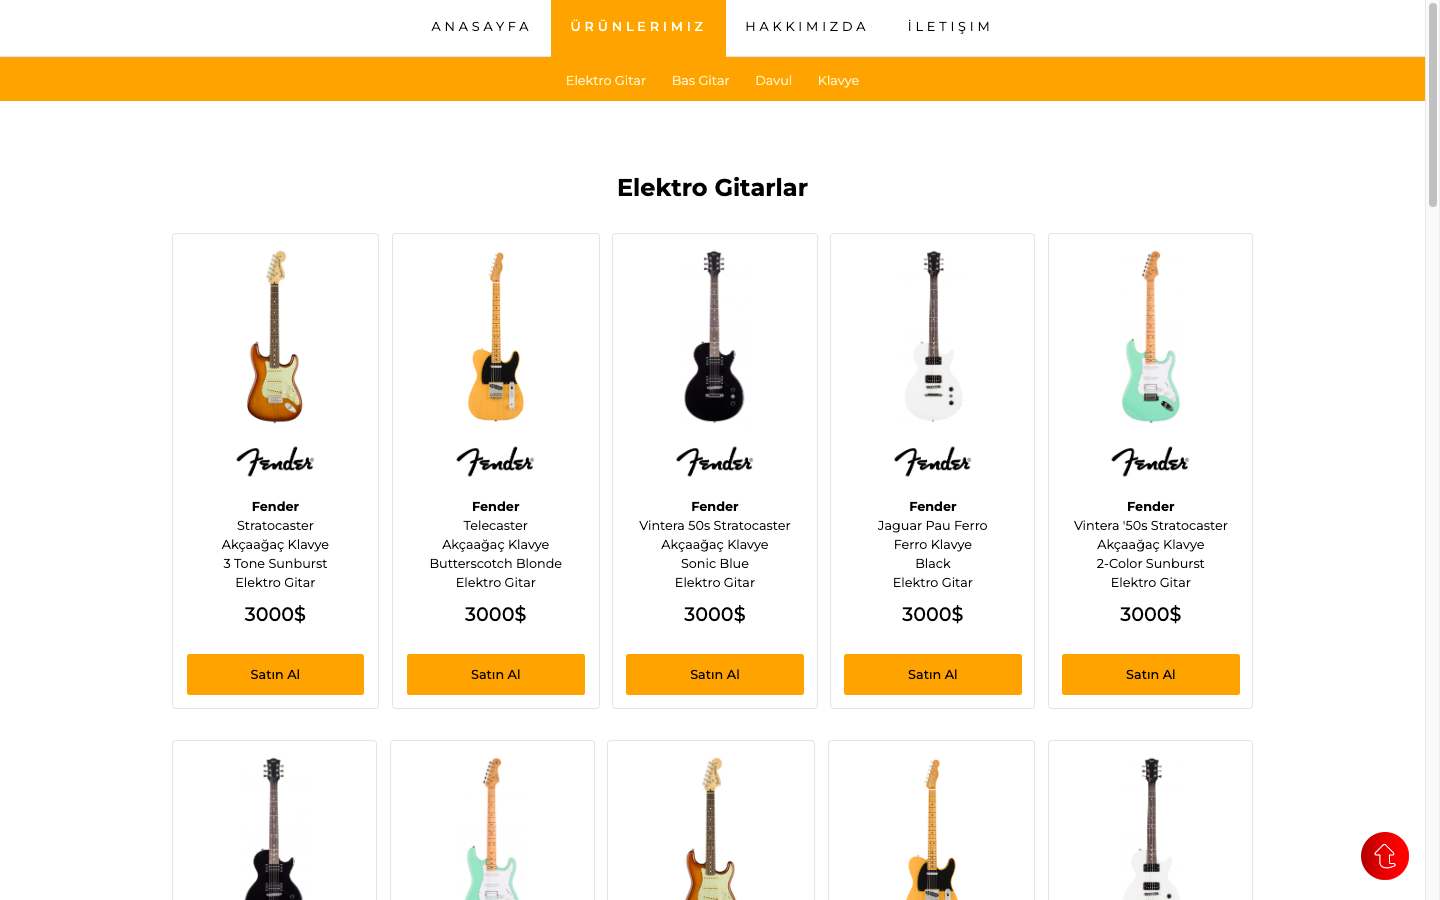 ANASAYFA ÜRÜNLERIMIZ HAKKIMIZDA İLETIŞIM
Elektro Gitar Bas Gitar Davul Klavye
Elektro Gitarlar
Fender
Fender
Stratocaster
Akçaağaç Klavye
3 Tone Sunburst
Elektro Gitar
3000$
Satın Al
Fender
Fender
Telecaster
Akçaağaç Klavye
Butterscotch Blonde
Elektro Gitar
3000$
Satın Al
Fender
Fender
Vintera 50s Stratocaster
Akçaağaç Klavye
Sonic Blue
Elektro Gitar
3000$
Satın Al
Fender
Fender
Jaguar Pau Ferro
Ferro Klavye
Black
Elektro Gitar
3000$
Satın Al
Fender
Fender
Vintera '50s Stratocaster
Akçaağaç Klavye
2-Color Sunburst
Elektro Gitar
3000$
Satın Al